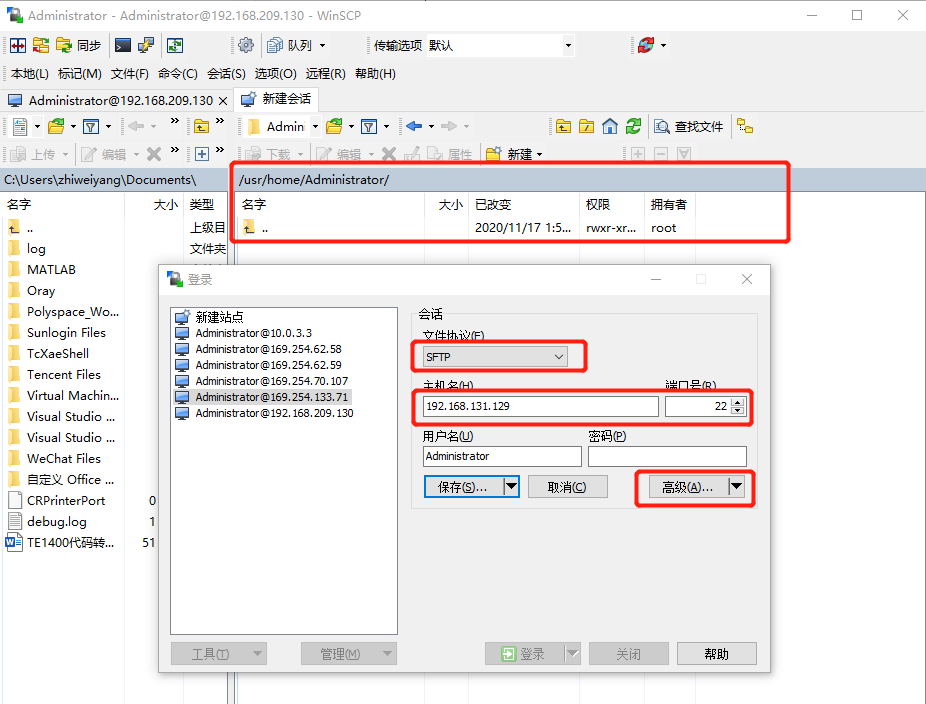 Administrator - Administrator@192.168.209.130 - WinSCP
同步 队列 传输选项 默认
本地(L) 标记(M) 文件(F) 命令(C) 会话(S) 选项(O) 远程(R) 帮助(H)
Administrator@192.168.209.130 新建会话
Admin 查找文件
上传 编辑 下载 编辑 属性 新建
C:\Users\zhiweiyang\Documents\ /usr/home/Administrator/
名字 大小 类型 名字 大小 已改变 权限 拥有者
.. 上级目 .. 2020/11/17 1:5... rwxr-xr... root
log 文件夹
MATLAB
Oray
Polyspace_Wo...
Sunlogin Files
TcXaeShell
Tencent Files
Virtual Machin...
Visual Studio ...
Visual Studio ...
WeChat Files
自定义 Office ...
CRPrinterPort 0
debug.log 1
TE1400代码转... 51
登录
新建站点
Administrator@10.0.3.3
Administrator@169.254.62.58
Administrator@169.254.62.59
Administrator@169.254.70.107
Administrator@169.254.133.71
Administrator@192.168.209.130
会话
文件协议(F)
SFTP
主机名(H) 端口号(R)
192.168.131.129 22
用户名(U) 密码(P)
Administrator
保存(S)... 取消(C) 高级(A)...
工具(T) 管理(M) 登录 关闭 帮助